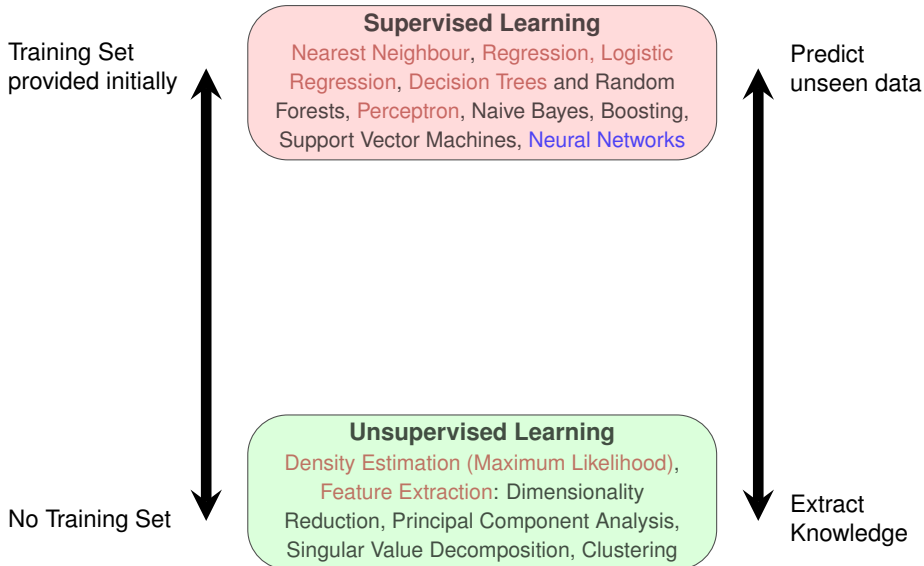 Training Set
provided initially
Supervised Learning
Nearest Neighbour, Regression, Logistic
Regression, Decision Trees and Random
Forests, Perceptron, Naive Bayes, Boosting,
Support Vector Machines, Neural Networks
Predict
unseen data
No Training Set
Unsupervised Learning
Density Estimation (Maximum Likelihood),
Feature Extraction: Dimensionality
Reduction, Principal Component Analysis,
Singular Value Decomposition, Clustering
Extract
Knowledge